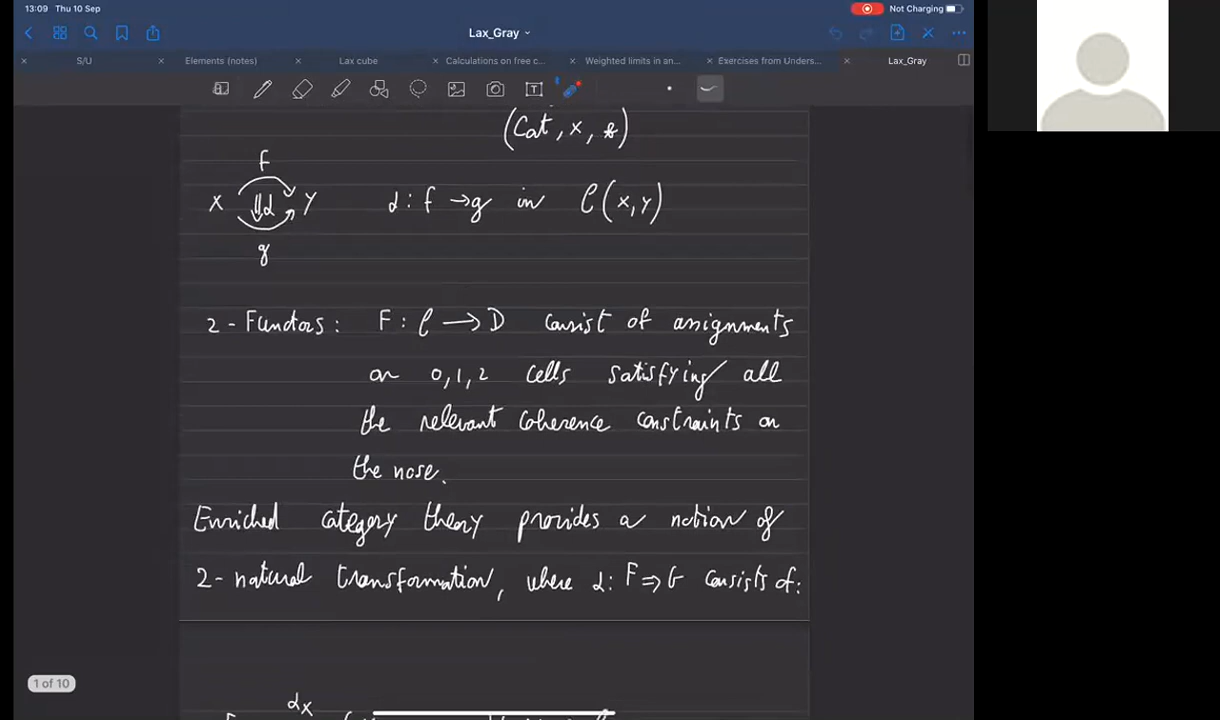 13:09 Thu 10 Sep
Not Charging
Lax_Gray
S/U
Elements (notes)
Lax cube
Calculations on free c...
Weighted limits in an...
Exercises from Unders...
Lax_Gray
(Cat, x, *)
f
X ⇓α Y α: f → g in C(X, Y)
g
2-Functors: F: C → D consist of assignments
on 0,1,2 cells satisfying all
the relevant coherence constraints on
the nose.
Enriched category theory provides a notion of
2-natural transformation, where α: F ⇒ G consists of:
1 of 10
αx